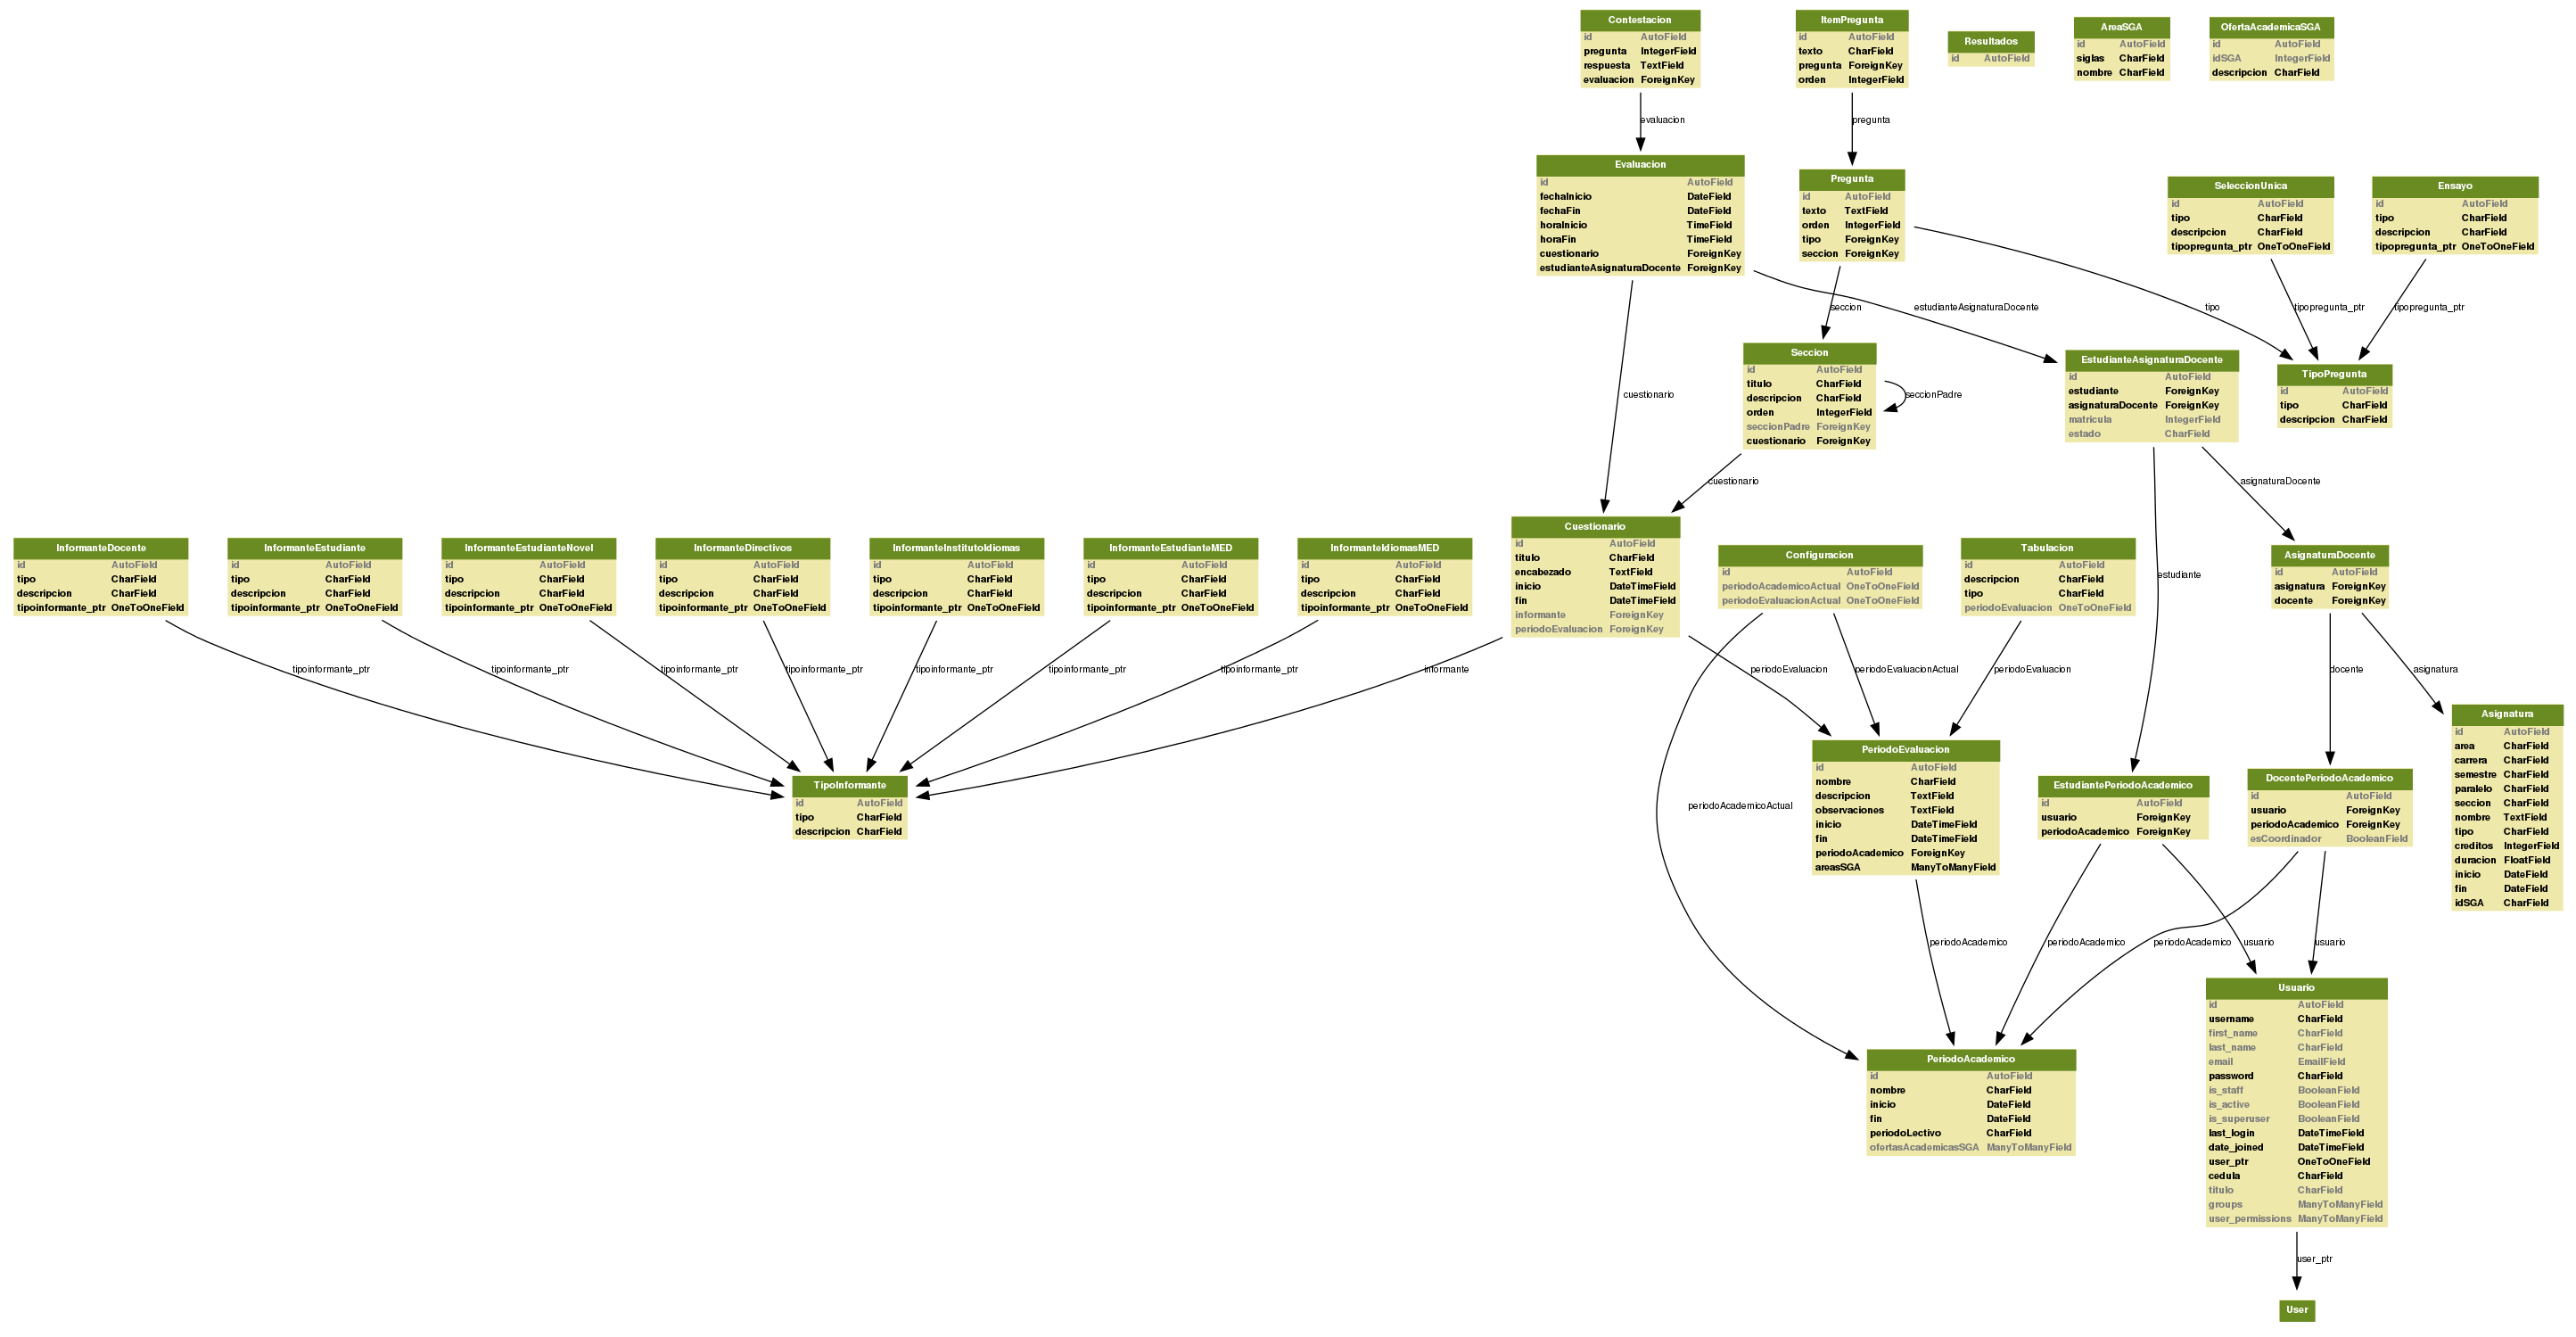 Contestacion
id AutoField
pregunta IntegerField
respuesta TextField
evaluacion ForeignKey
ItemPregunta
id AutoField
texto CharField
pregunta ForeignKey
orden IntegerField
Resultados
id AutoField
AreaSGA
id AutoField
siglas CharField
nombre CharField
OfertaAcademicaSGA
id AutoField
idSGA IntegerField
descripcion CharField
evaluacion
pregunta
Evaluacion
id AutoField
fechaInicio DateField
fechaFin DateField
horaInicio TimeField
horaFin TimeField
cuestionario ForeignKey
estudianteAsignaturaDocente ForeignKey
Pregunta
id AutoField
texto TextField
orden IntegerField
tipo ForeignKey
seccion ForeignKey
SeleccionUnica
id AutoField
tipo CharField
descripcion CharField
tipopregunta_ptr OneToOneField
Ensayo
id AutoField
tipo CharField
descripcion CharField
tipopregunta_ptr OneToOneField
seccion
estudianteAsignaturaDocente
tipo
tipopregunta_ptr
tipopregunta_ptr
Seccion
id AutoField
titulo CharField
descripcion CharField
orden IntegerField
seccionPadre ForeignKey
cuestionario ForeignKey
cuestionario
seccionPadre
EstudianteAsignaturaDocente
id AutoField
estudiante ForeignKey
asignaturaDocente ForeignKey
matricula IntegerField
estado CharField
TipoPregunta
id AutoField
tipo CharField
descripcion CharField
cuestionario
asignaturaDocente
InformanteDocente
id AutoField
tipo CharField
descripcion CharField
tipoinformante_ptr OneToOneField
InformanteEstudiante
id AutoField
tipo CharField
descripcion CharField
tipoinformante_ptr OneToOneField
InformanteEstudianteNovel
id AutoField
tipo CharField
descripcion CharField
tipoinformante_ptr OneToOneField
InformanteDirectivos
id AutoField
tipo CharField
descripcion CharField
tipoinformante_ptr OneToOneField
InformanteInstitutoIdiomas
id AutoField
tipo CharField
descripcion CharField
tipoinformante_ptr OneToOneField
InformanteEstudianteMED
id AutoField
tipo CharField
descripcion CharField
tipoinformante_ptr OneToOneField
InformanteIdiomasMED
id AutoField
tipo CharField
descripcion CharField
tipoinformante_ptr OneToOneField
Cuestionario
id AutoField
titulo CharField
encabezado TextField
inicio DateTimeField
fin DateTimeField
informante ForeignKey
periodoEvaluacion ForeignKey
Configuracion
id AutoField
periodoAcademicoActual OneToOneField
periodoEvaluacionActual OneToOneField
Tabulacion
id AutoField
descripcion CharField
tipo CharField
periodoEvaluacion OneToOneField
estudiante
AsignaturaDocente
id AutoField
asignatura ForeignKey
docente ForeignKey
tipoinformante_ptr
tipoinformante_ptr
tipoinformante_ptr
tipoinformante_ptr
tipoinformante_ptr
tipoinformante_ptr
tipoinformante_ptr
informante
periodoEvaluacion
periodoEvaluacionActual
periodoEvaluacion
docente
asignatura
TipoInformante
id AutoField
tipo CharField
descripcion CharField
periodoAcademicoActual
PeriodoEvaluacion
id AutoField
nombre CharField
descripcion TextField
observaciones TextField
inicio DateTimeField
fin DateTimeField
periodoAcademico ForeignKey
areasSGA ManyToManyField
EstudiantePeriodoAcademico
id AutoField
usuario ForeignKey
periodoAcademico ForeignKey
DocentePeriodoAcademico
id AutoField
usuario ForeignKey
periodoAcademico ForeignKey
esCoordinador BooleanField
Asignatura
id AutoField
area CharField
carrera CharField
semestre CharField
paralelo CharField
seccion CharField
nombre TextField
tipo CharField
creditos IntegerField
duracion FloatField
inicio DateField
fin DateField
idSGA CharField
periodoAcademico
periodoAcademico
periodoAcademico
usuario
usuario
PeriodoAcademico
id AutoField
nombre CharField
inicio DateField
fin DateField
periodoLectivo CharField
ofertasAcademicasSGA ManyToManyField
Usuario
id AutoField
username CharField
first_name CharField
last_name CharField
email EmailField
password CharField
is_staff BooleanField
is_active BooleanField
is_superuser BooleanField
last_login DateTimeField
date_joined DateTimeField
user_ptr OneToOneField
cedula CharField
titulo CharField
groups ManyToManyField
user_permissions ManyToManyField
user_ptr
User